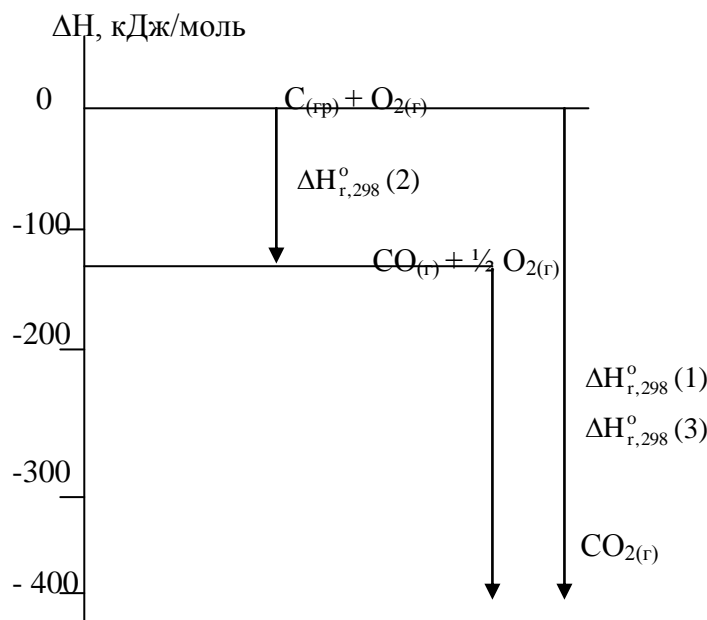 ΔH, кДж/моль
0
C(гр) + O2(г)
ΔH°r,298 (2)
-100
CO(г) + ½ O2(г)
-200
ΔH°r,298 (1)
ΔH°r,298 (3)
-300
CO2(г)
- 400